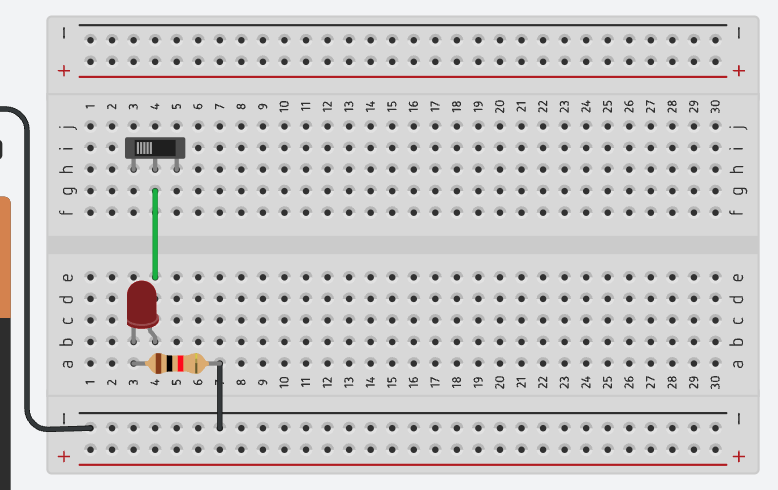 − −
+ +
1 2 3 4 5 6 7 8 9 10 11 12 13 14 15 16 17 18 19 20 21 22 23 24 25 26 27 28 29 30
j j
i i
h h
g g
f f
e e
d d
c c
b b
a a
1 2 3 4 5 6 7 8 9 10 11 12 13 14 15 16 17 18 19 20 21 22 23 24 25 26 27 28 29 30
− −
+ +